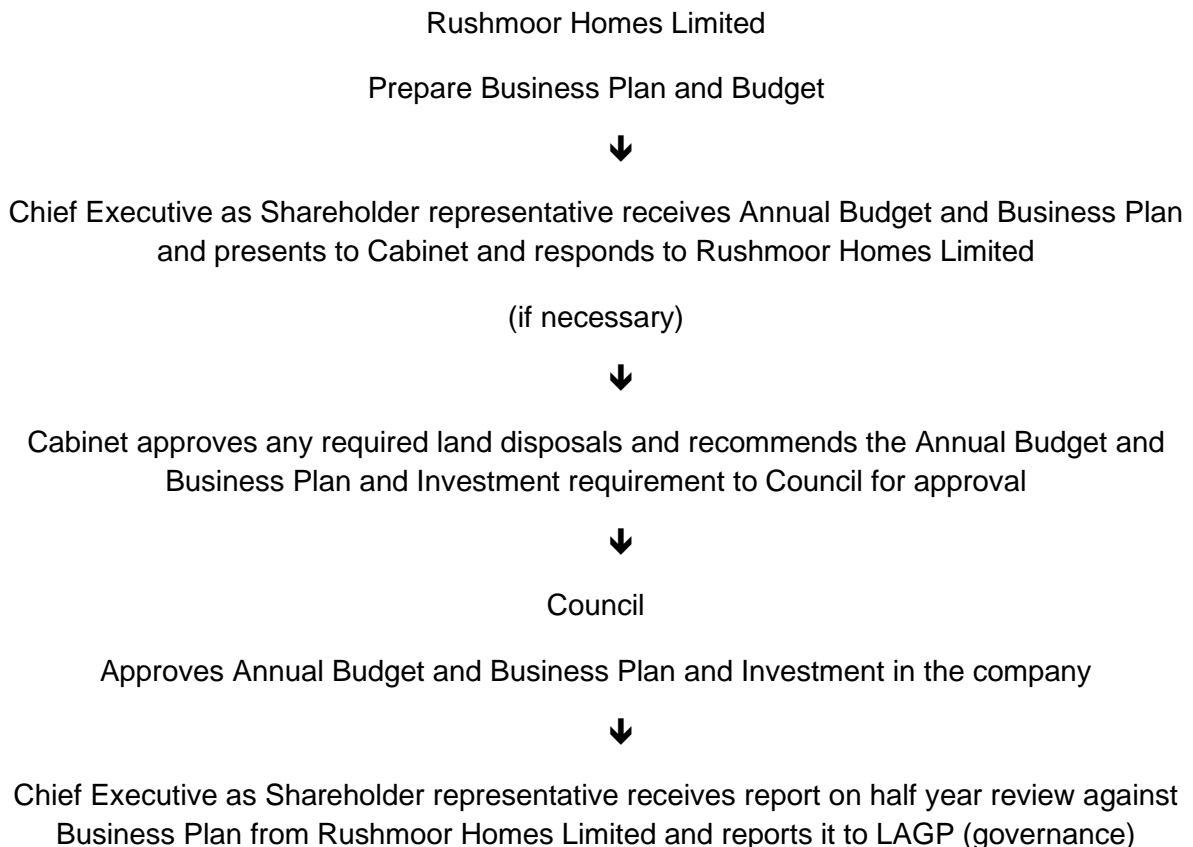 Rushmoor Homes Limited
Prepare Business Plan and Budget
🡳
Chief Executive as Shareholder representative receives Annual Budget and Business Plan
and presents to Cabinet and responds to Rushmoor Homes Limited
(if necessary)
🡳
Cabinet approves any required land disposals and recommends the Annual Budget and
Business Plan and Investment requirement to Council for approval
🡳
Council
Approves Annual Budget and Business Plan and Investment in the company
🡳
Chief Executive as Shareholder representative receives report on half year review against
Business Plan from Rushmoor Homes Limited and reports it to LAGP (governance)